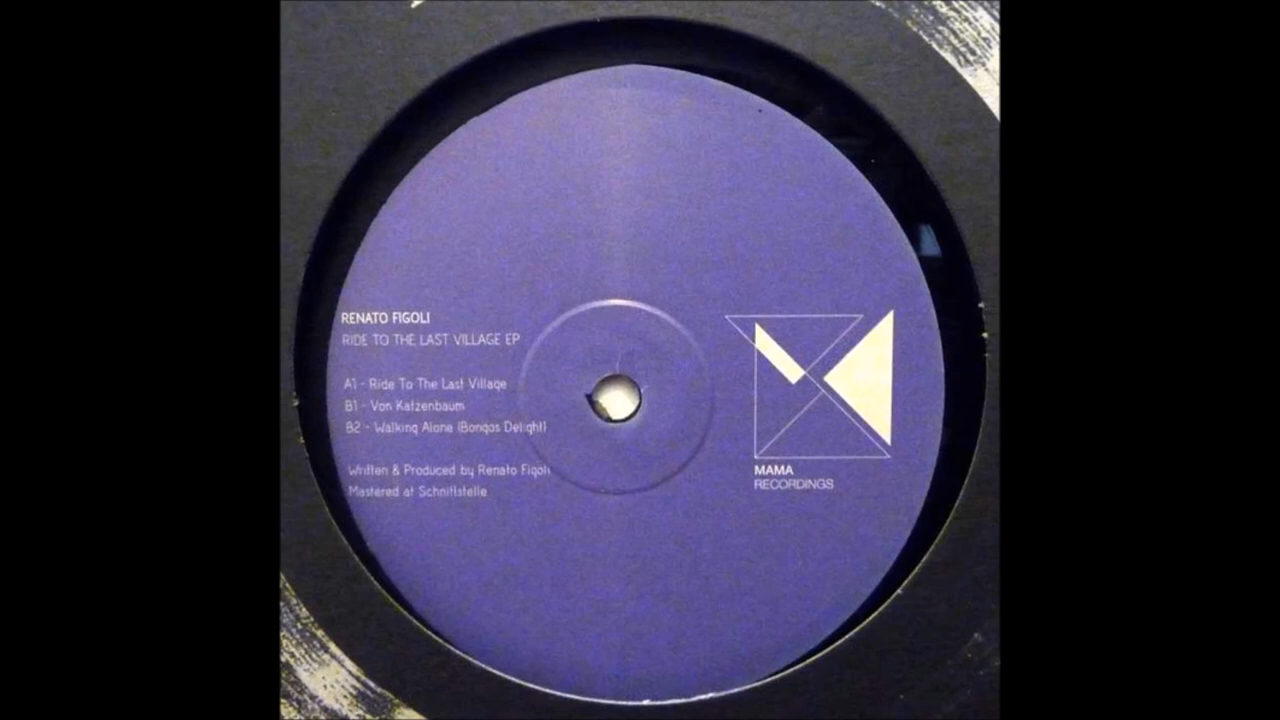 RENATO FIGOLI
RIDE TO THE LAST VILLAGE EP
A1 - Ride To The Last Village
B1 - Von Katzenbaum
B2 - Walking Alone (Bongos Delight)
Written & Produced by Renato Figoli
Mastered at Schnittstelle
MAMA
RECORDINGS